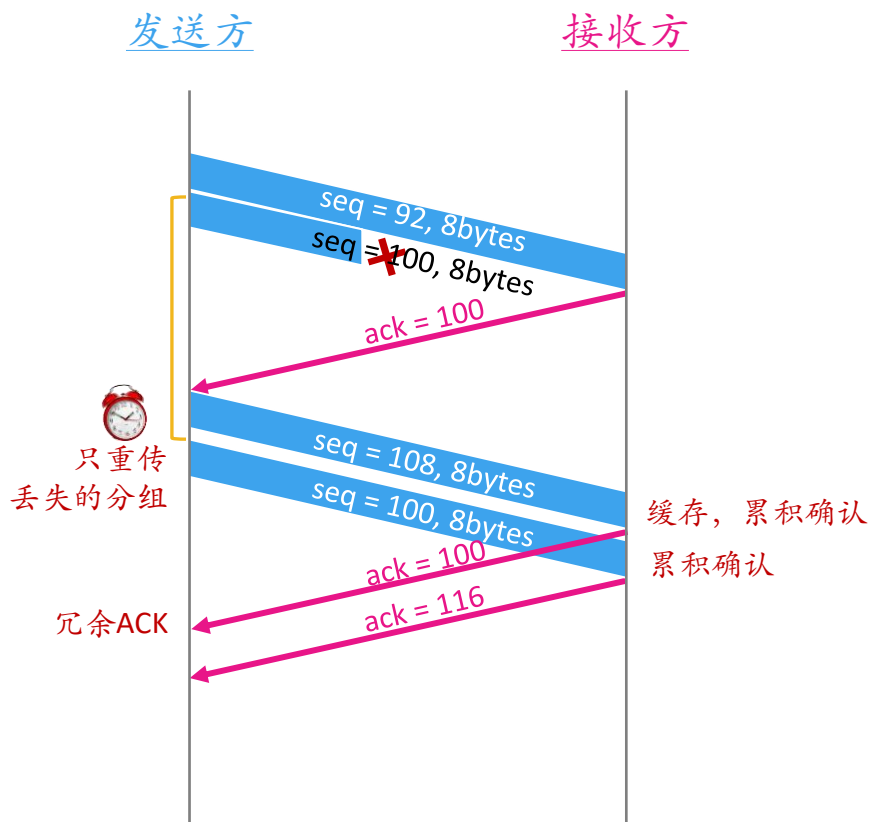 发送方
接收方
seq = 92, 8bytes
seq = 100, 8bytes
ack = 100
只重传
丢失的分组
seq = 108, 8bytes
seq = 100, 8bytes
缓存，累积确认
ack = 100
累积确认
ack = 116
冗余ACK